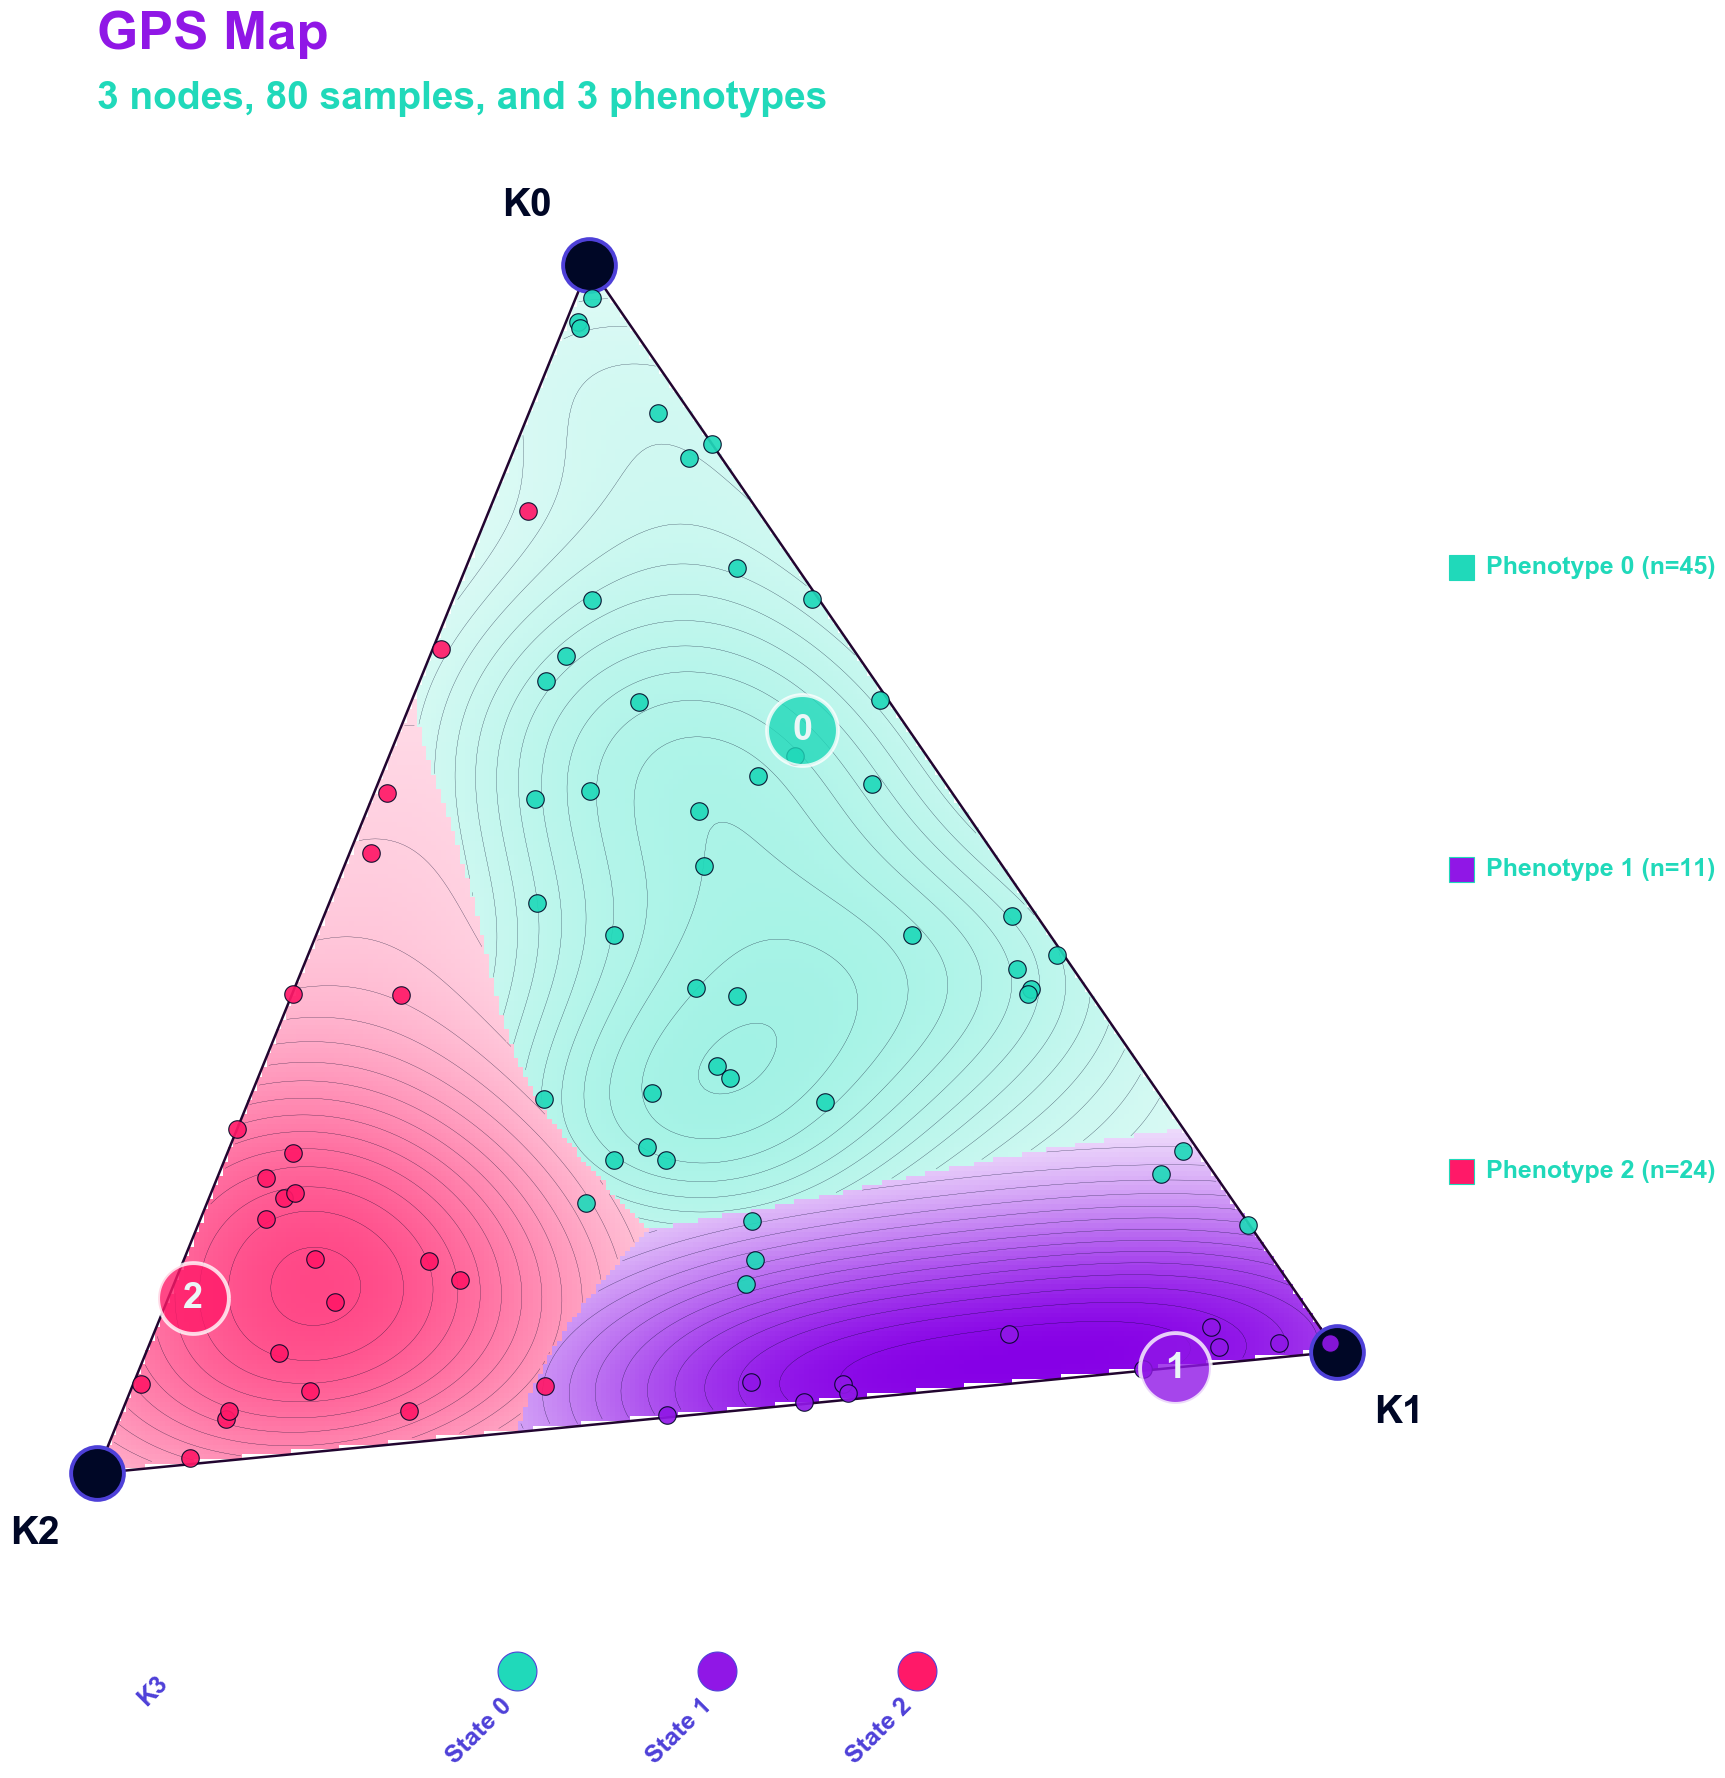 GPS Map
3 nodes, 80 samples, and 3 phenotypes
K0
0
Phenotype 0 (n=45)
Phenotype 1 (n=11)
Phenotype 2 (n=24)
2
1
K1
K2
K3
State 0
State 1
State 2